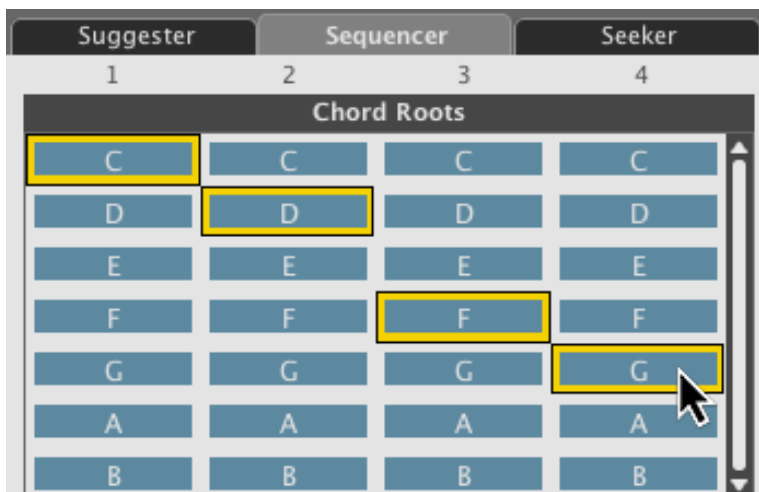 Suggester Sequencer Seeker
1 2 3 4
Chord Roots
C C C C
D D D D
E E E E
F F F F
G G G G
A A A A
B B B B